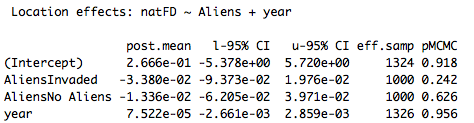 Location effects: natFD ~ Aliens + year
post.mean l-95% CI u-95% CI eff.samp pMCMC
(Intercept) 2.666e-01 -5.378e+00 5.720e+00 1324 0.918
AliensInvaded -3.380e-02 -9.373e-02 1.976e-02 1000 0.242
AliensNo Aliens -1.336e-02 -6.205e-02 3.971e-02 1000 0.626
year 7.522e-05 -2.661e-03 2.859e-03 1326 0.956